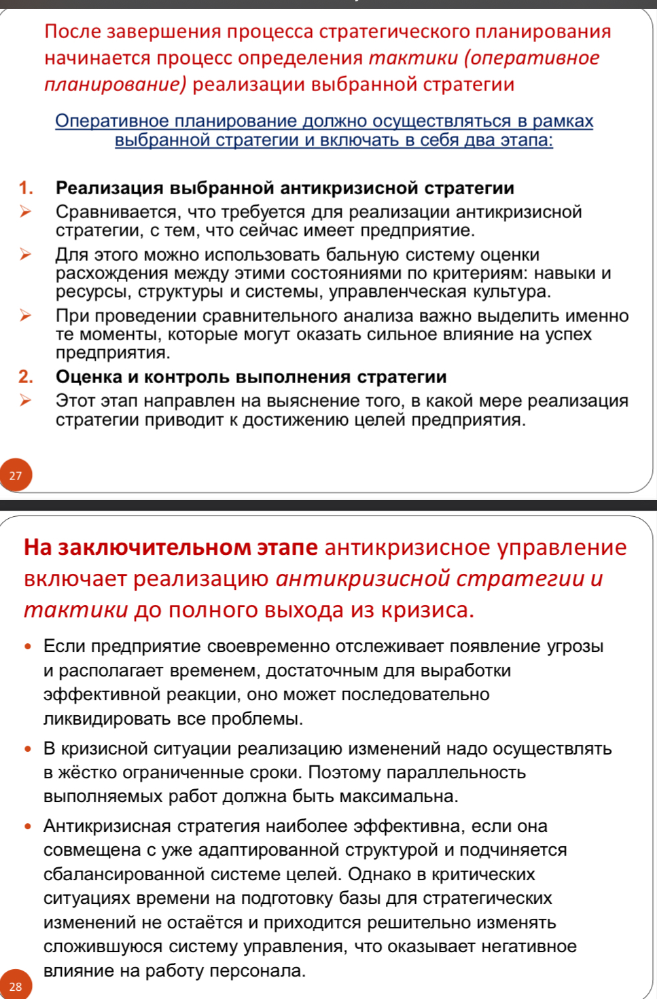 После завершения процесса стратегического планирования
начинается процесс определения тактики (оперативное
планирование) реализации выбранной стратегии
Оперативное планирование должно осуществляться в рамках
выбранной стратегии и включать в себя два этапа:
1. Реализация выбранной антикризисной стратегии
➢ Сравнивается, что требуется для реализации антикризисной
стратегии, с тем, что сейчас имеет предприятие.
➢ Для этого можно использовать бальную систему оценки
расхождения между этими состояниями по критериям: навыки и
ресурсы, структуры и системы, управленческая культура.
➢ При проведении сравнительного анализа важно выделить именно
те моменты, которые могут оказать сильное влияние на успех
предприятия.
2. Оценка и контроль выполнения стратегии
➢ Этот этап направлен на выяснение того, в какой мере реализация
стратегии приводит к достижению целей предприятия.
27
На заключительном этапе антикризисное управление
включает реализацию антикризисной стратегии и
тактики до полного выхода из кризиса.
• Если предприятие своевременно отслеживает появление угрозы
и располагает временем, достаточным для выработки
эффективной реакции, оно может последовательно
ликвидировать все проблемы.
• В кризисной ситуации реализацию изменений надо осуществлять
в жёстко ограниченные сроки. Поэтому параллельность
выполняемых работ должна быть максимальна.
• Антикризисная стратегия наиболее эффективна, если она
совмещена с уже адаптированной структурой и подчиняется
сбалансированной системе целей. Однако в критических
ситуациях времени на подготовку базы для стратегических
изменений не остаётся и приходится решительно изменять
сложившуюся систему управления, что оказывает негативное
влияние на работу персонала.
28